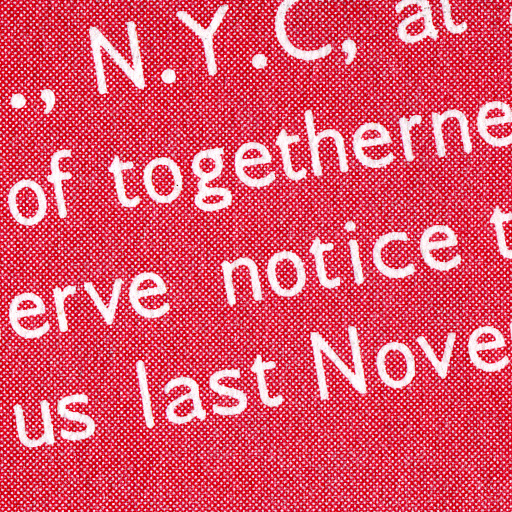 ., N.Y.C, at
of togetherne
erve notice t
us last Nove